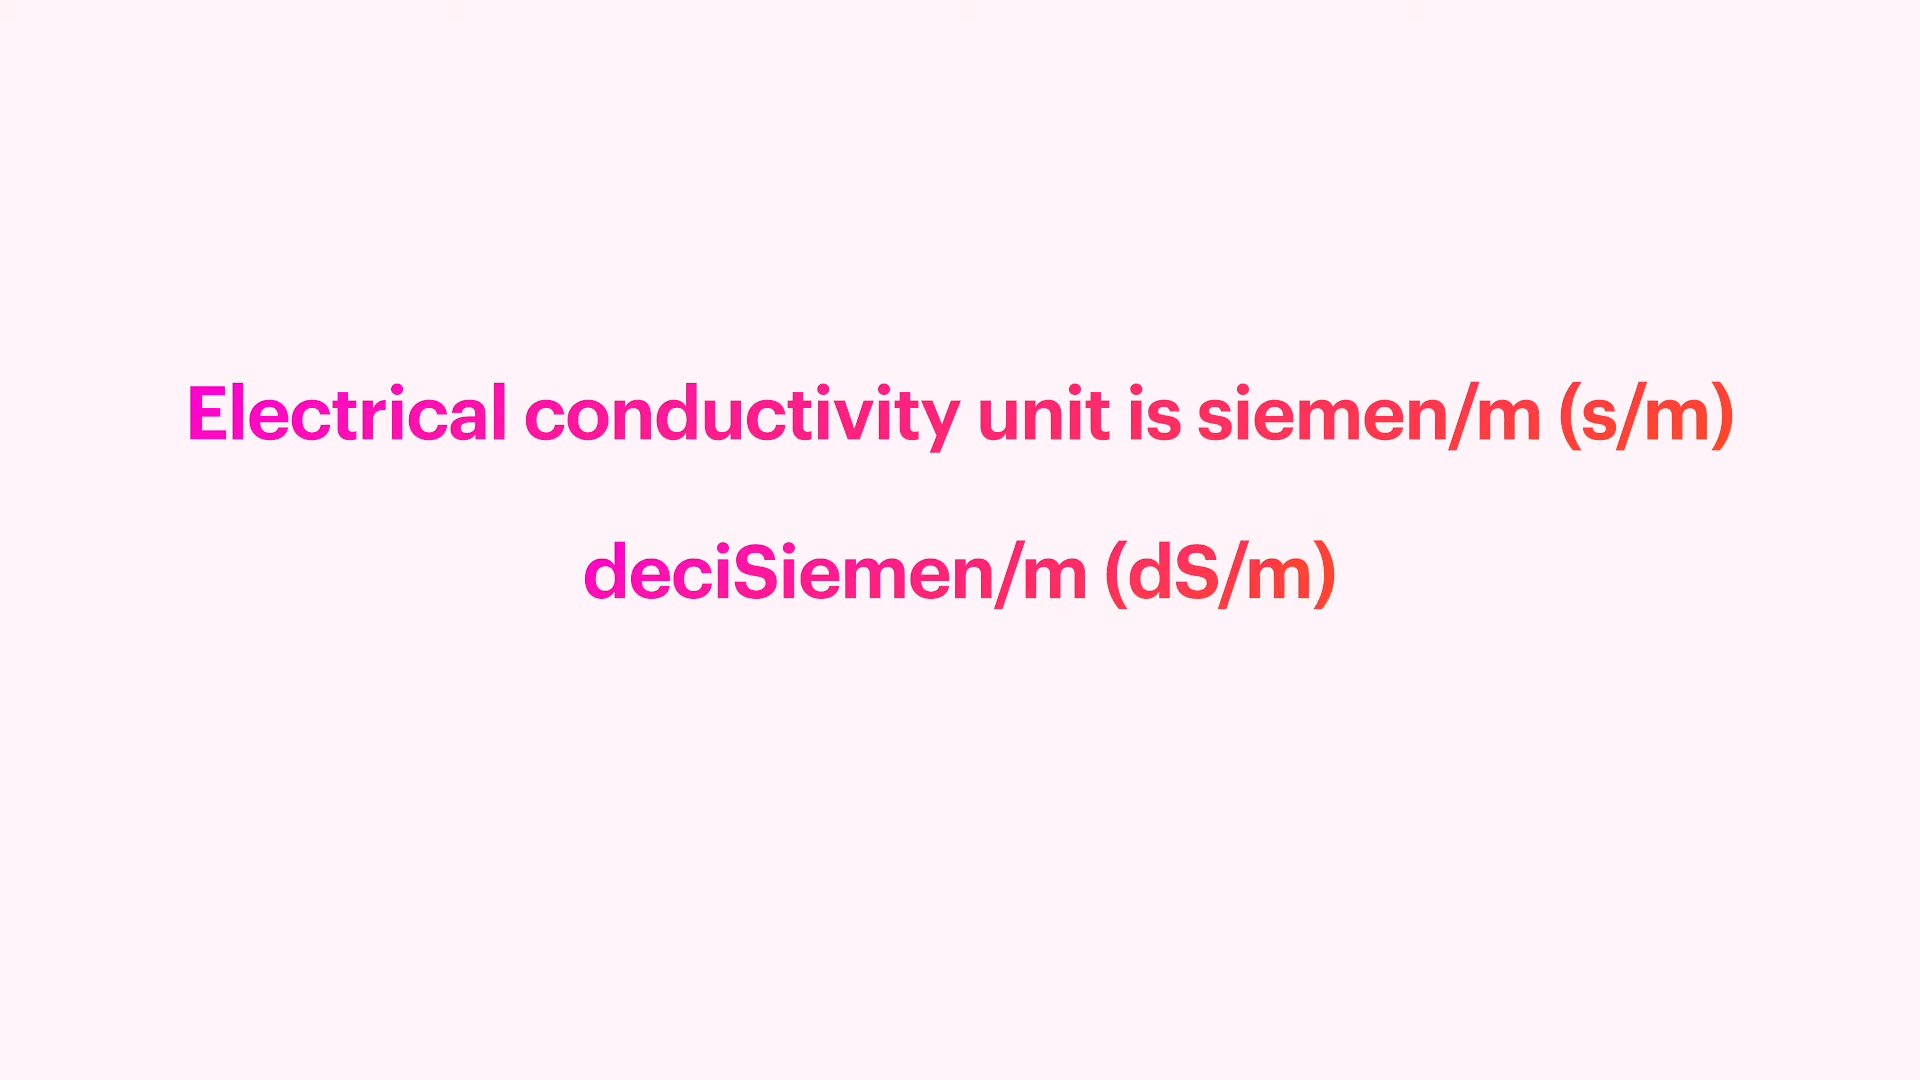 Electrical conductivity unit is siemen/m (s/m)
deciSiemen/m (dS/m)